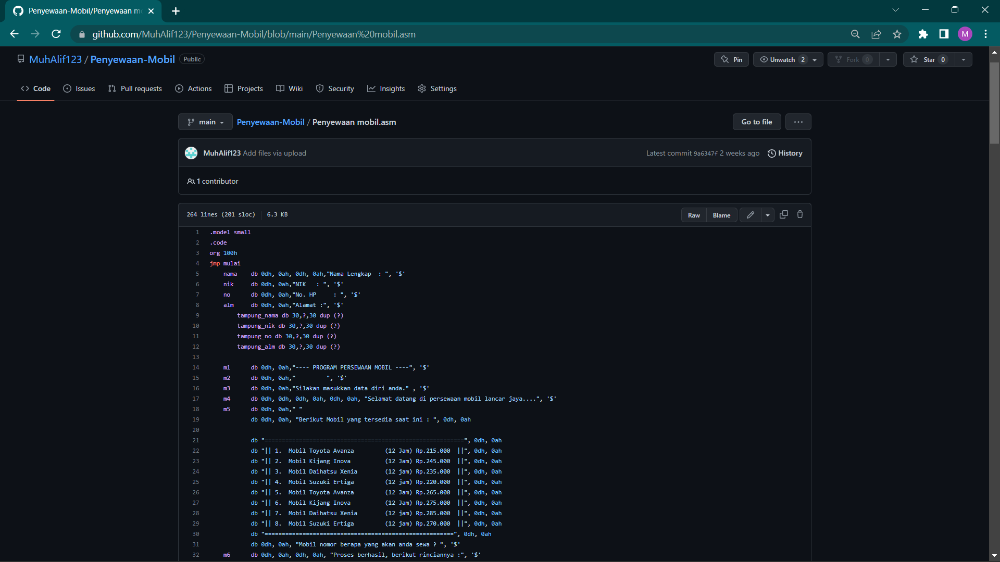 Penyewaan-Mobil/Penyewaan m
github.com/MuhAlif123/Penyewaan-Mobil/blob/main/Penyewaan%20mobil.asm
M
MuhAlif123 / Penyewaan-Mobil Public
Pin Unwatch 2 Fork 0 Star 0
Code Issues Pull requests Actions Projects Wiki Security Insights Settings
main Penyewaan-Mobil / Penyewaan mobil.asm Go to file ...
MuhAlif123 Add files via upload Latest commit 9a6347f 2 weeks ago History
1 contributor
264 lines (201 sloc) 6.3 KB Raw Blame
1 .model small
2 .code
3 org 100h
4 jmp mulai
5 nama db 0dh, 0ah, 0dh, 0ah,"Nama Lengkap  : ", '$'
6 nik db 0dh, 0ah,"NIK   : ", '$'
7 no db 0dh, 0ah,"No. HP     : ", '$'
8 alm db 0dh, 0ah,"Alamat :", '$'
9 tampung_nama db 30,?,30 dup (?)
10 tampung_nik db 30,?,30 dup (?)
11 tampung_no db 30,?,30 dup (?)
12 tampung_alm db 30,?,30 dup (?)
13
14 m1 db 0dh, 0ah,"---- PROGRAM PERSEWAAN MOBIL ----", '$'
15 m2 db 0dh, 0ah,"         ", '$'
16 m3 db 0dh, 0ah,"Silakan masukkan data diri anda." , '$'
17 m4 db 0dh, 0dh, 0dh, 0ah, 0dh, 0ah, "Selamat datang di persewaan mobil lancar jaya....", '$'
18 m5 db 0dh, 0ah," "
19 db 0dh, 0ah, "Berikut Mobil yang tersedia saat ini : ", 0dh, 0ah
20
21 db "==========================================================", 0dh, 0ah
22 db "|| 1.  Mobil Toyota Avanza         (12 Jam) Rp.215.000  ||", 0dh, 0ah
23 db "|| 2.  Mobil Kijang Inova          (12 Jam) Rp.245.000  ||", 0dh, 0ah
24 db "|| 3.  Mobil Daihatsu Xenia        (12 jam) Rp.235.000  ||", 0dh, 0ah
25 db "|| 4.  Mobil Suzuki Ertiga         (12 jam) Rp.220.000  ||", 0dh, 0ah
26 db "|| 5.  Mobil Toyota Avanza         (12 Jam) Rp.265.000  ||", 0dh, 0ah
27 db "|| 6.  Mobil Kijang Inova          (12 Jam) Rp.275.000  ||", 0dh, 0ah
28 db "|| 7.  Mobil Daihatsu Xenia        (12 jam) Rp.285.000  ||", 0dh, 0ah
29 db "|| 8.  Mobil Suzuki Ertiga         (12 jam) Rp.270.000  ||", 0dh, 0ah
30 db "=======================================================", 0dh, 0ah
31 db 0dh, 0ah, "Mobil nomor berapa yang akan anda sewa ? ", '$'
32 m6 db 0dh, 0ah, 0dh, 0ah, "Proses berhasil, berikut rinciannya :", '$'